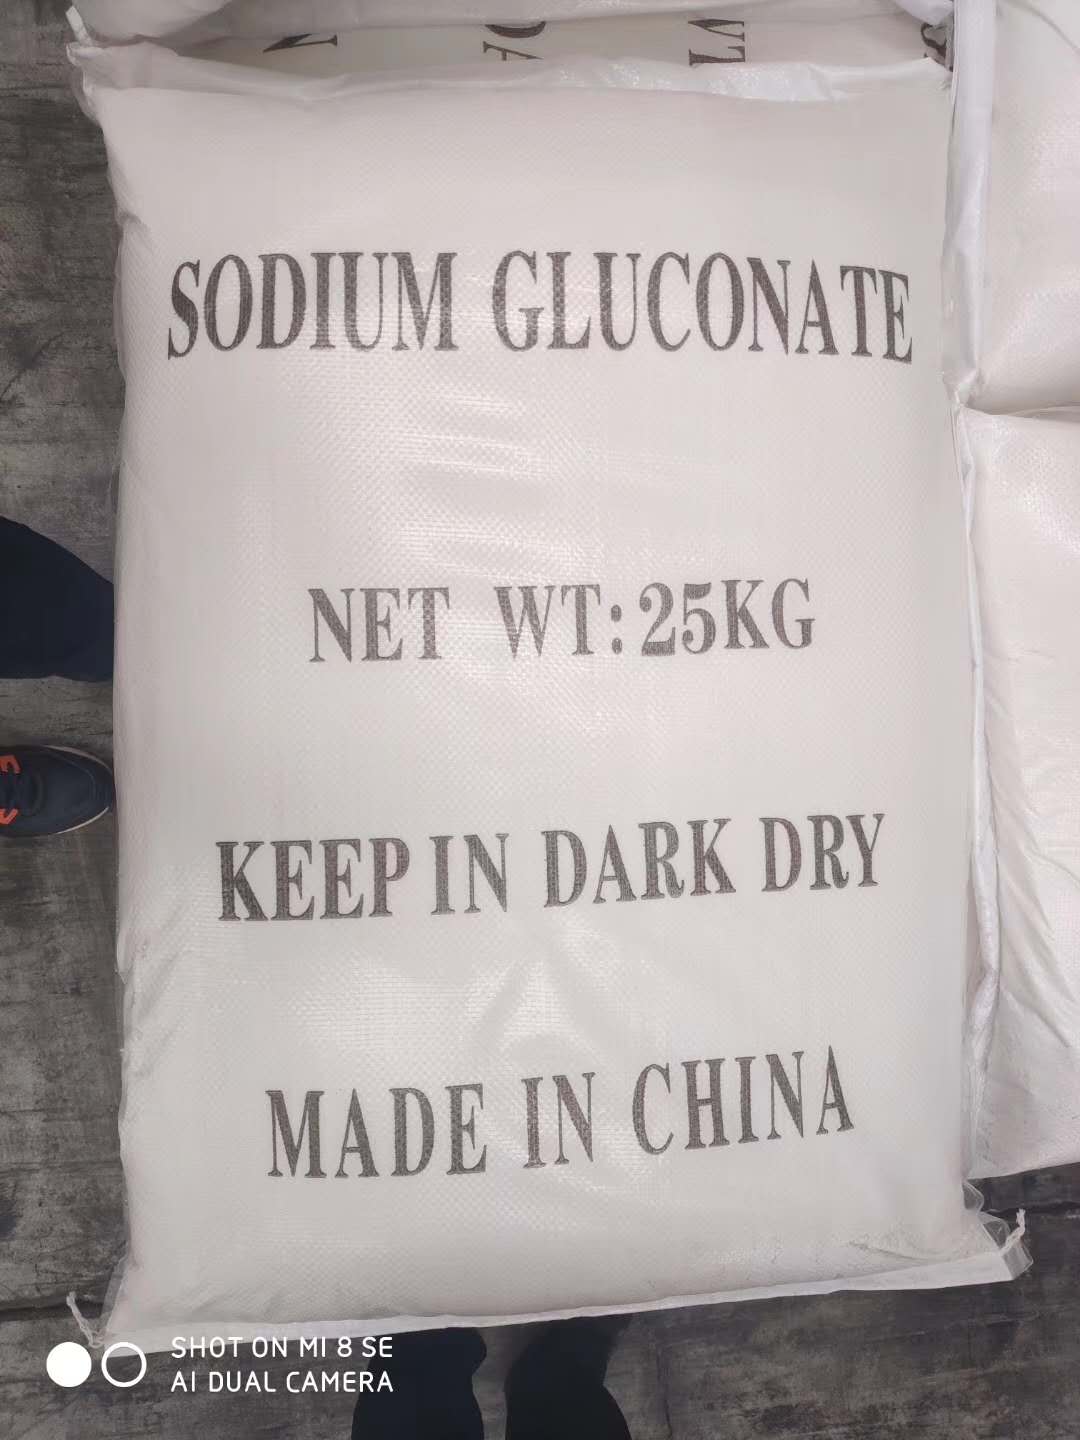 SODIUM GLUCONATE
NET WT:25KG
KEEP IN DARK DRY
MADE IN CHINA
SHOT ON MI 8 SE
AI DUAL CAMERA